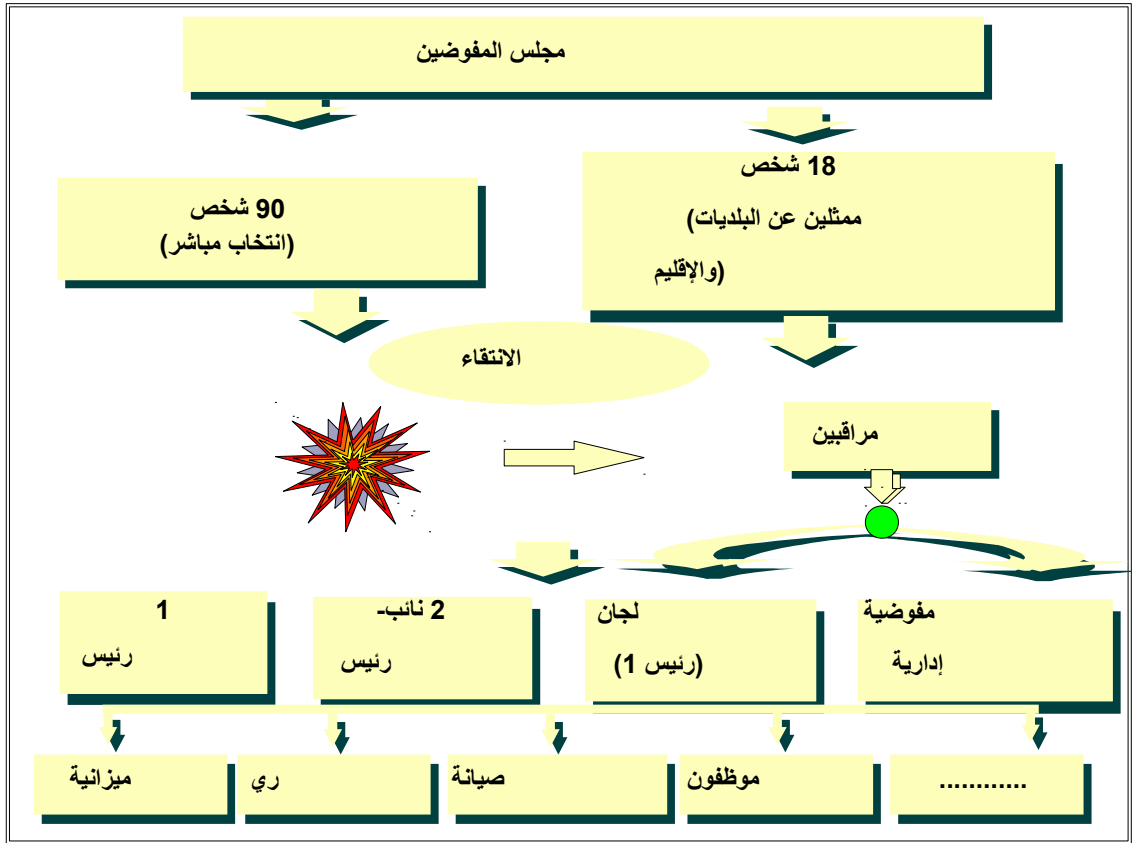 مجلس المفوضين
18 شخص
ممثلين عن البلديات)
(والإقليم
90 شخص
(انتخاب مباشر)
الانتقاء
مراقبين
مفوضية
إدارية
لجان
(رئيس 1)
2 نائب-
رئيس
1
رئيس
............
موظفون
صيانة
ري
ميزانية